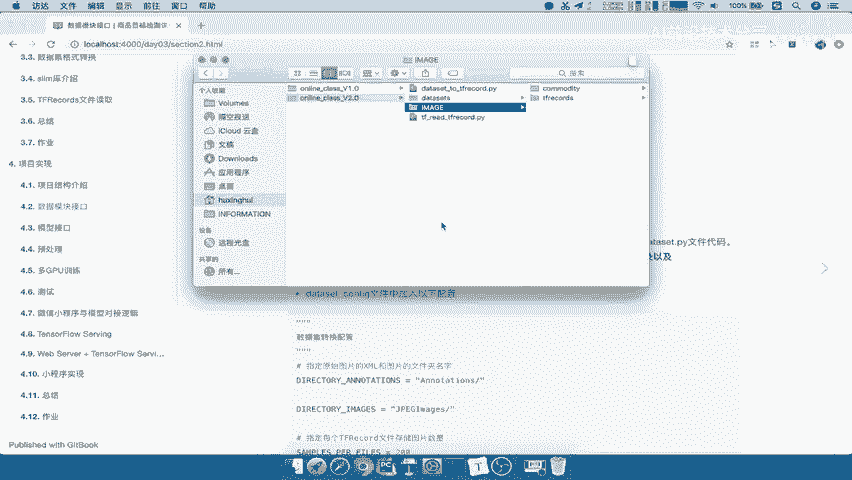 访达 文件 编辑 显示 前往 窗口 帮助
100%
数据模块接口 | 商品目标检测
localhost:4000/day03/section2.html
IMAGE
搜索
个人收藏
Volumes
隔空投送
iCloud 云盘
文稿
Downloads
应用程序
桌面
huxinghui
INFORMATION
设备
远程光盘
共享的
所有...
online_class_V1.0
online_class_V2.0
dataset_to_tfrecord.py
datasets
IMAGE
tf_read_tfrecord.py
commodity
tfrecords
3.3. 数据集格式转换
3.4. slim库介绍
3.5. TFRecords文件读取
3.6. 总结
3.7. 作业
4. 项目实现
4.1. 项目结构介绍
4.2. 数据模块接口
4.3. 模型接口
4.4. 预处理
4.5. 多GPU训练
4.6. 测试
4.7. 微信小程序与模型对接逻辑
4.8. TensorFlow Serving
4.9. Web Server + TensorFlow Servi...
4.10. 小程序实现
4.11. 总结
4.12. 作业
Published with GitBook
ataset.py文件代码。
以及
dataset_config文件中加入以下配置
"""
数据集转换配置
"""
# 指定原始图片的XML和图片的文件夹名字
DIRECTORY_ANNOTATIONS = "Annotations/"
DIRECTORY_IMAGES = "JPEGImages/"
# 指定每个TFRecord文件存储图片数量
SAMPLES_PER_FILES = 200